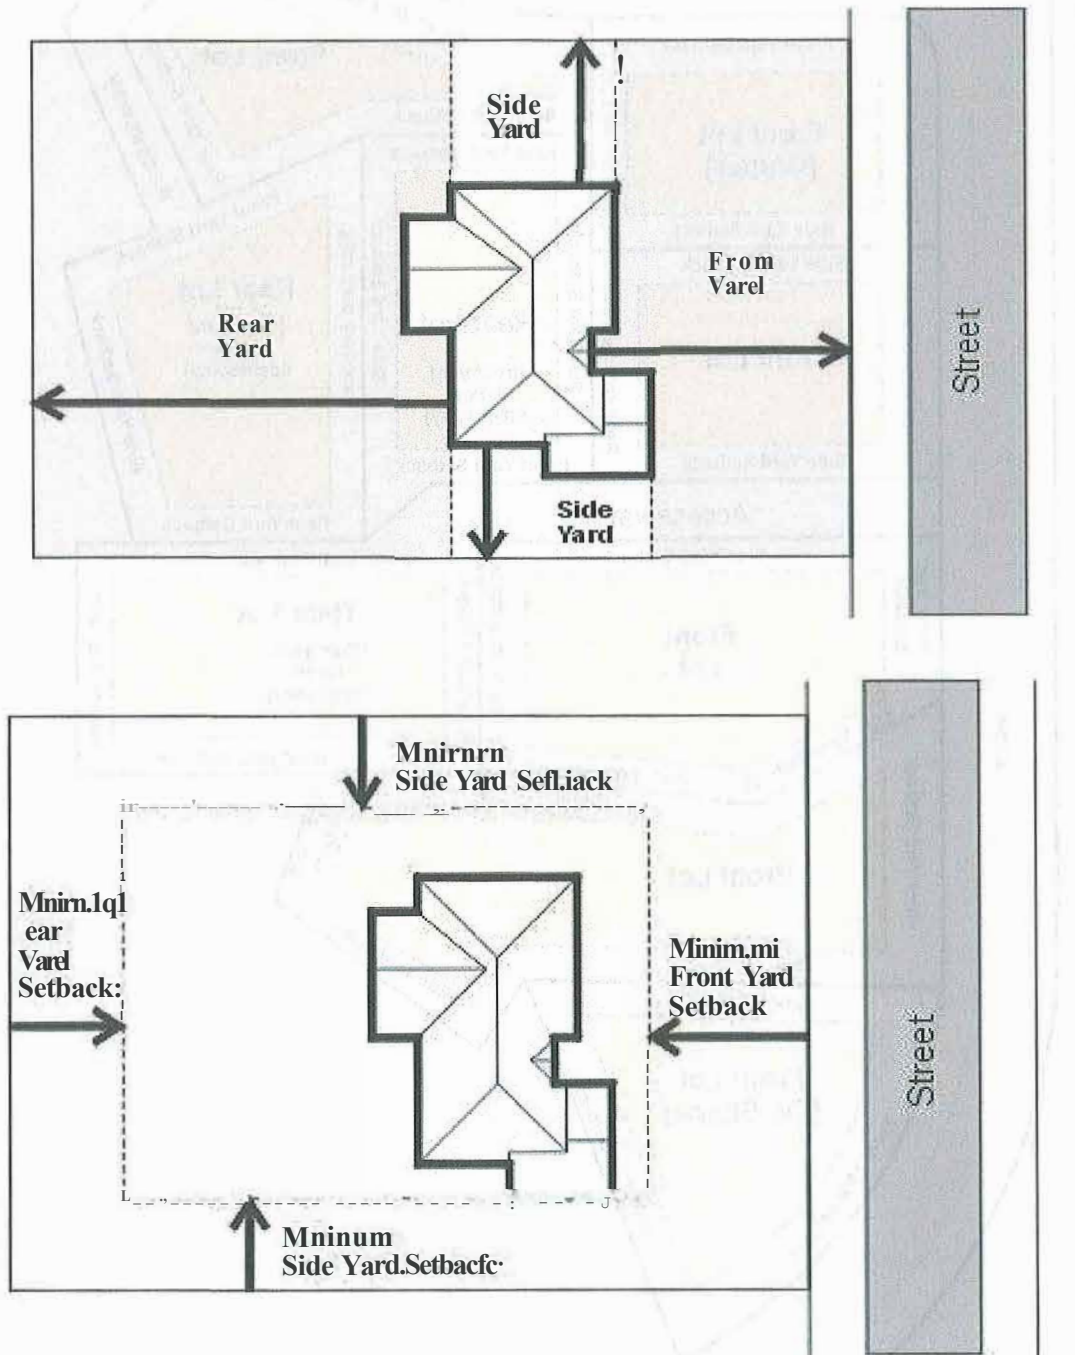 Side
Yard
!
From
Varel
Rear
Yard
Street
Side
Yard
Mnirnrn
Side Yard Sefl.iack
Mnirn.1q1
ear
Varel
Setback:
Minim.mi
Front Yard
Setback
Street
Mninum
Side Yard.Setbacfc·